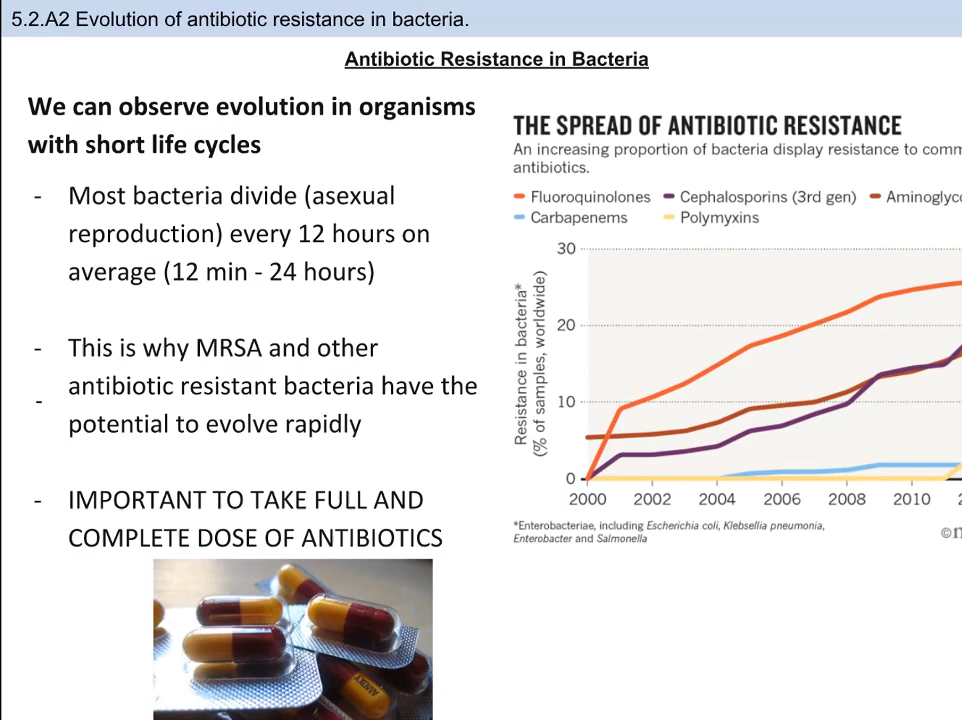 5.2.A2 Evolution of antibiotic resistance in bacteria.
Antibiotic Resistance in Bacteria
We can observe evolution in organisms
with short life cycles
- Most bacteria divide (asexual
reproduction) every 12 hours on
average (12 min - 24 hours)
- This is why MRSA and other
antibiotic resistant bacteria have the
-
potential to evolve rapidly
- IMPORTANT TO TAKE FULL AND
COMPLETE DOSE OF ANTIBIOTICS
THE SPREAD OF ANTIBIOTIC RESISTANCE
An increasing proportion of bacteria display resistance to comm
antibiotics.
Fluoroquinolones Cephalosporins (3rd gen) Aminoglyco
Carbapenems Polymyxins
Resistance in bacteria*
(% of samples, worldwide)
30
20
10
0
2000 2002 2004 2006 2008 2010 2
*Enterobacteriae, including Escherichia coli, Klebsellia pneumonia,
Enterobacter and Salmonella
©n